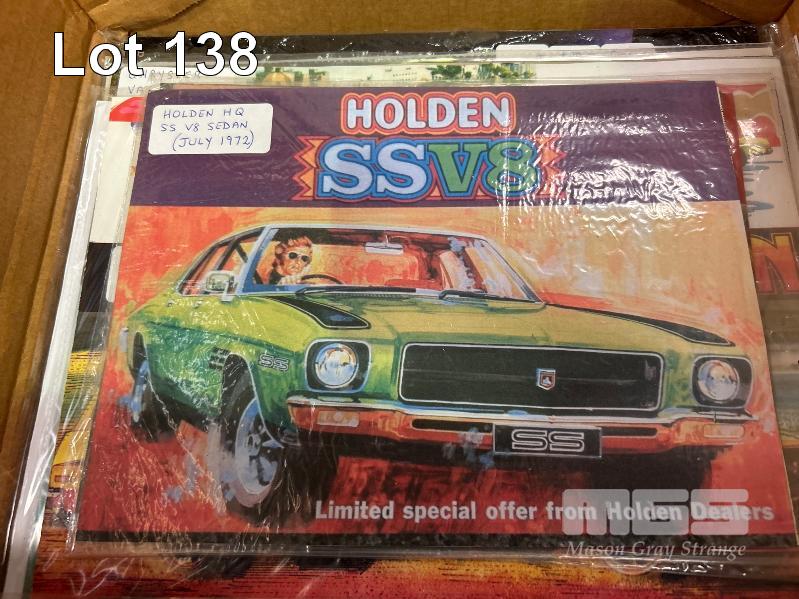 Lot 138
HOLDEN HQ
SS V8 SEDAN
(JULY 1972)
HOLDEN
SSV8
SS
SS
Limited special offer from Holden Dealers
MGS
Mason Gray Strange